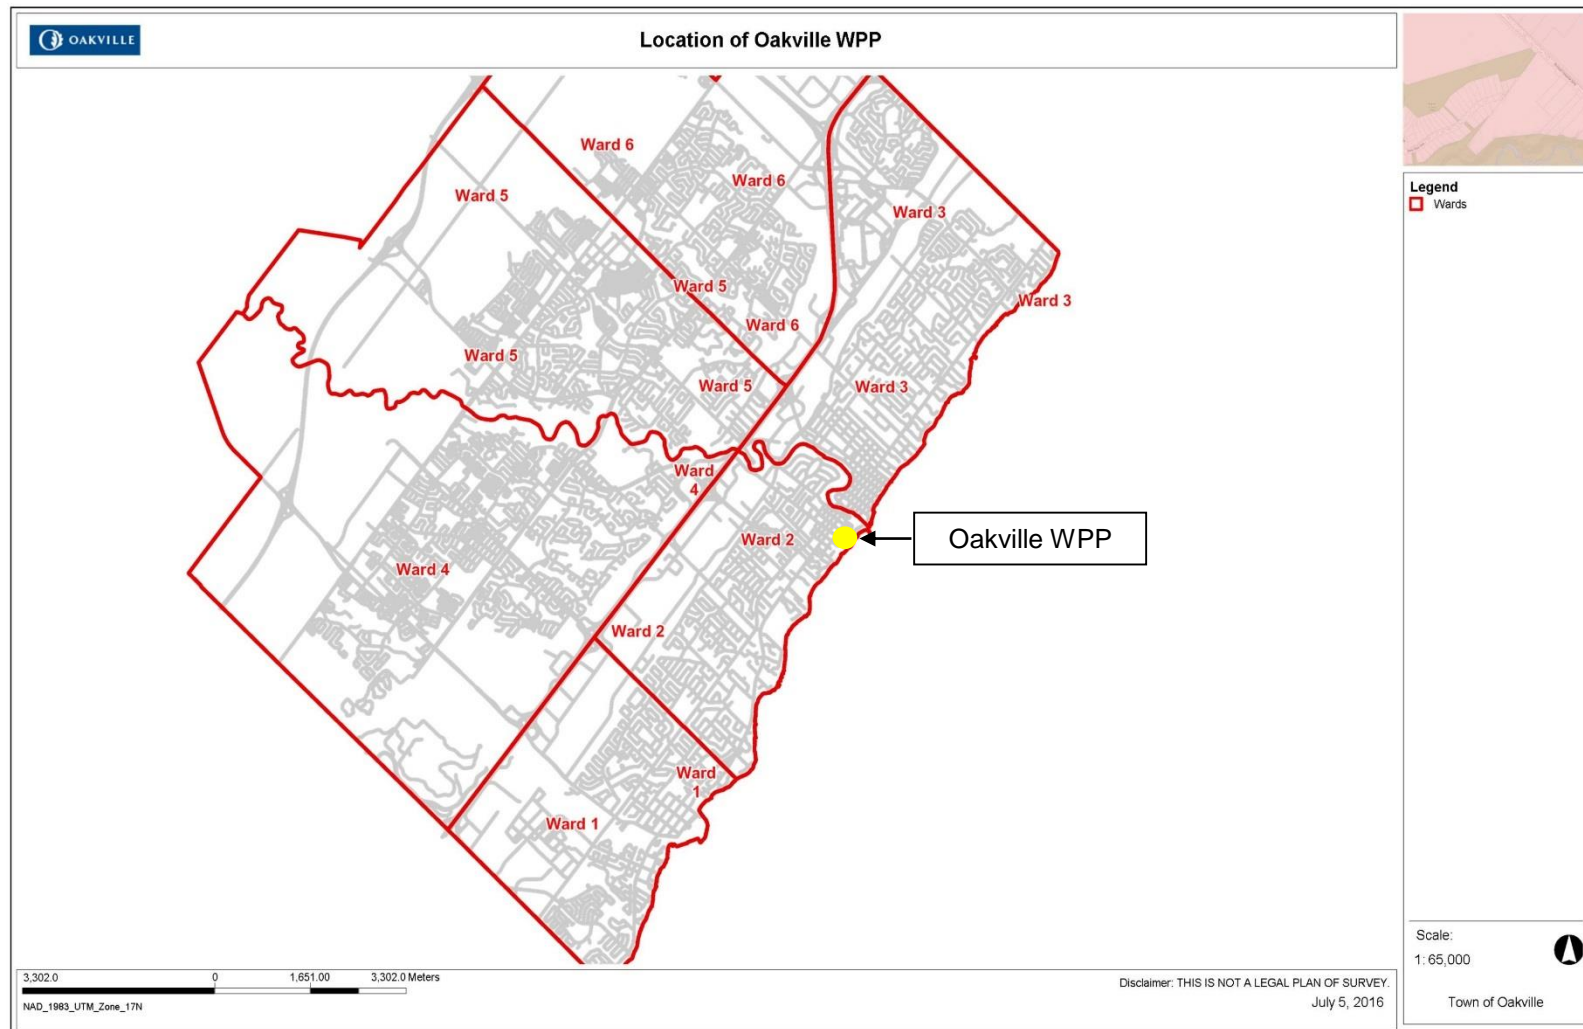 OAKVILLE
Location of Oakville WPP
Ward 6
Ward 6
Ward 5
Ward 3
Ward 5
Ward 3
Ward 6
Ward 5
Ward 5
Ward 3
Ward
4
Ward 2
Oakville WPP
Ward 4
Ward 2
Ward
1
Ward 1
Legend
Wards
Scale:
1: 65,000
3,302.0 0 1,651.00 3,302.0 Meters
NAD_1983_UTM_Zone_17N
Disclaimer: THIS IS NOT A LEGAL PLAN OF SURVEY.
July 5, 2016
Town of Oakville